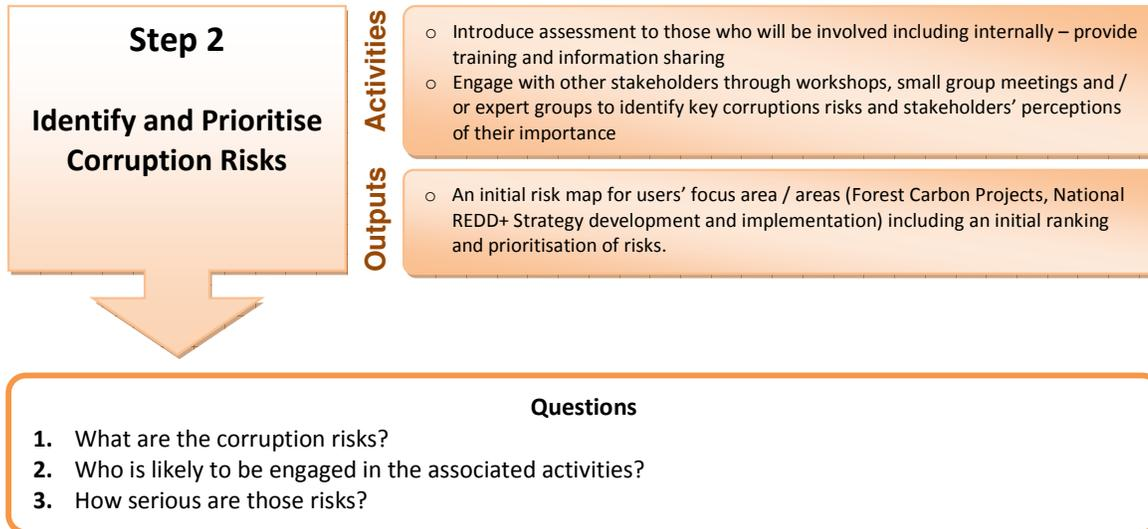 Step 2
Identify and Prioritise
Corruption Risks
Activities
o Introduce assessment to those who will be involved including internally – provide
training and information sharing
o Engage with other stakeholders through workshops, small group meetings and /
or expert groups to identify key corruptions risks and stakeholders’ perceptions
of their importance
Outputs
o An initial risk map for users’ focus area / areas (Forest Carbon Projects, National
REDD+ Strategy development and implementation) including an initial ranking
and prioritisation of risks.
Questions
1. What are the corruption risks?
2. Who is likely to be engaged in the associated activities?
3. How serious are those risks?